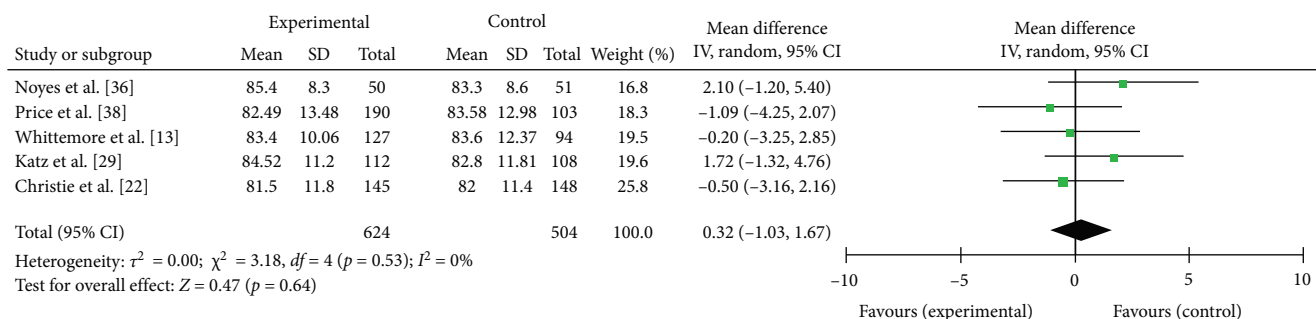 Experimental Control Mean difference Mean difference
Study or subgroup Mean SD Total Mean SD Total Weight (%) IV, random, 95% CI IV, random, 95% CI
Noyes et al. [36] 85.4 8.3 50 83.3 8.6 51 16.8 2.10 (–1.20, 5.40)
Price et al. [38] 82.49 13.48 190 83.58 12.98 103 18.3 –1.09 (–4.25, 2.07)
Whittemore et al. [13] 83.4 10.06 127 83.6 12.37 94 19.5 –0.20 (–3.25, 2.85)
Katz et al. [29] 84.52 11.2 112 82.8 11.81 108 19.6 1.72 (–1.32, 4.76)
Christie et al. [22] 81.5 11.8 145 82 11.4 148 25.8 –0.50 (–3.16, 2.16)
Total (95% CI) 624 504 100.0 0.32 (–1.03, 1.67)
Heterogeneity: τ² = 0.00; χ² = 3.18, df = 4 (p = 0.53); I² = 0%
Test for overall effect: Z = 0.47 (p = 0.64)
–10 –5 0 5 10
Favours (experimental) Favours (control)